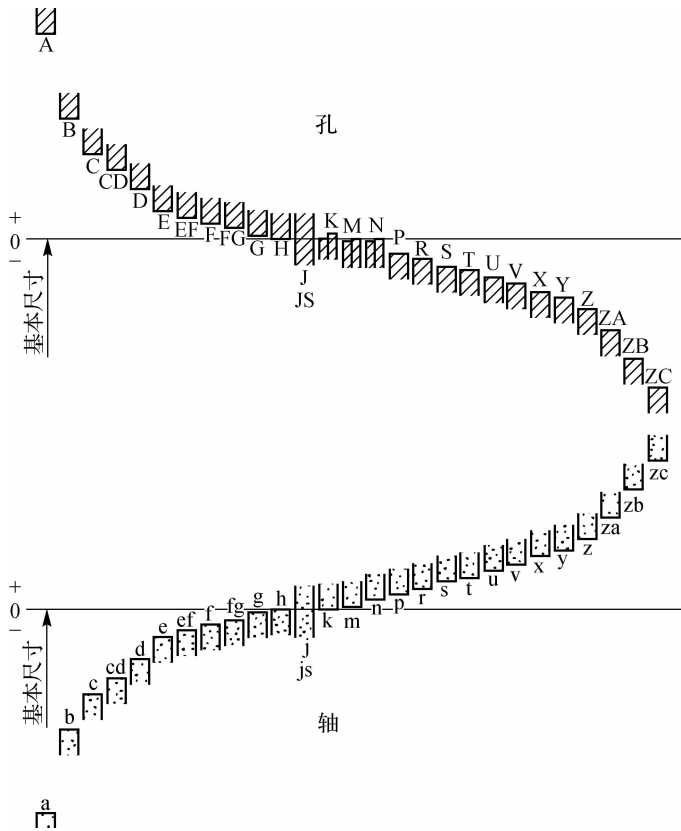 A
B
孔
C
CD
D
E
EF
F
FG
G
H
J
JS
K
M
N
P
R
S
T
U
V
X
Y
Z
ZA
ZB
ZC
+
0
−
基本尺寸
zc
zb
za
z
y
x
v
u
t
s
r
p
n
m
k
j
js
h
g
fg
f
ef
e
d
cd
c
b
a
+
0
−
基本尺寸
轴